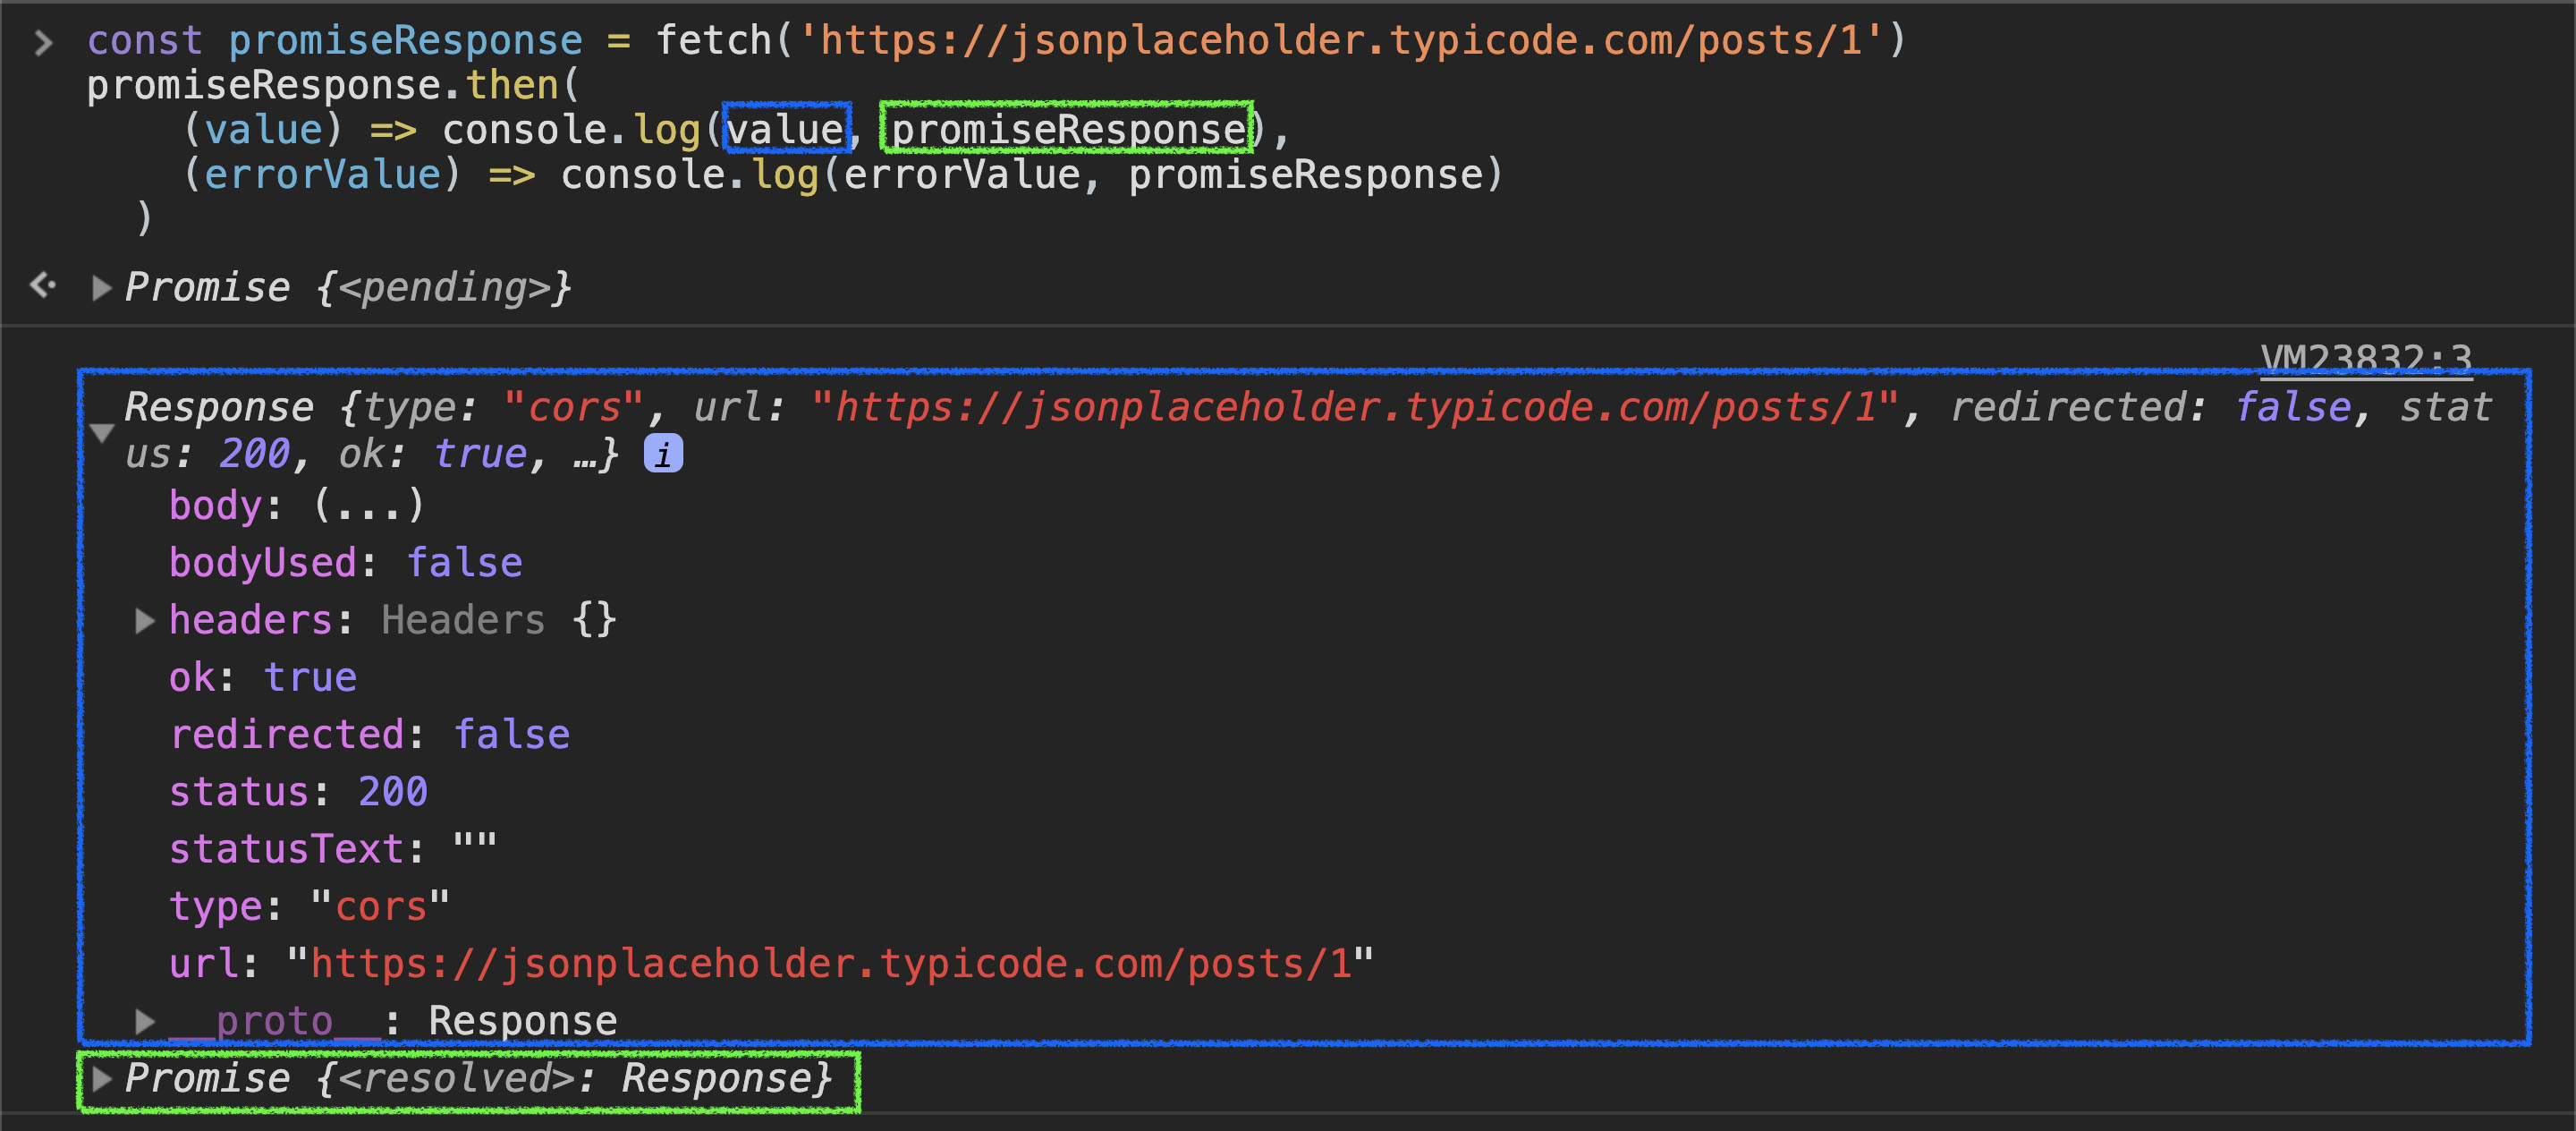 const promiseResponse = fetch('https://jsonplaceholder.typicode.com/posts/1')
promiseResponse.then(
(value) => console.log(value, promiseResponse),
(errorValue) => console.log(errorValue, promiseResponse)
)
Promise {<pending>}
VM23832:3
Response {type: "cors", url: "https://jsonplaceholder.typicode.com/posts/1", redirected: false, stat
us: 200, ok: true, …} i
body: (...)
bodyUsed: false
headers: Headers {}
ok: true
redirected: false
status: 200
statusText: ""
type: "cors"
url: "https://jsonplaceholder.typicode.com/posts/1"
__proto__: Response
Promise {<resolved>: Response}